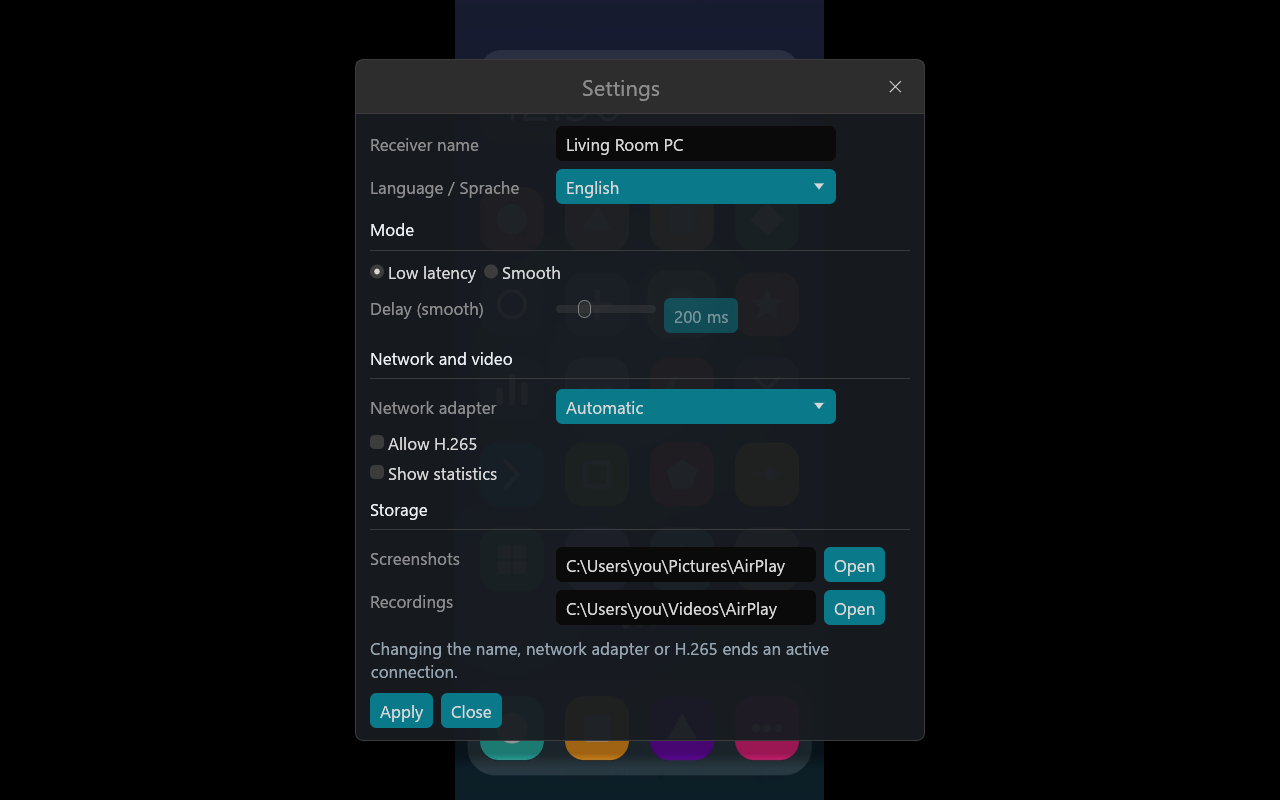 Settings
Receiver name
Living Room PC
Language / Sprache
English
Mode
Low latency
Smooth
Delay (smooth)
200 ms
Network and video
Network adapter
Automatic
Allow H.265
Show statistics
Storage
Screenshots
C:\Users\you\Pictures\AirPlay
Open
Recordings
C:\Users\you\Videos\AirPlay
Open
Changing the name, network adapter or H.265 ends an active
connection.
Apply
Close